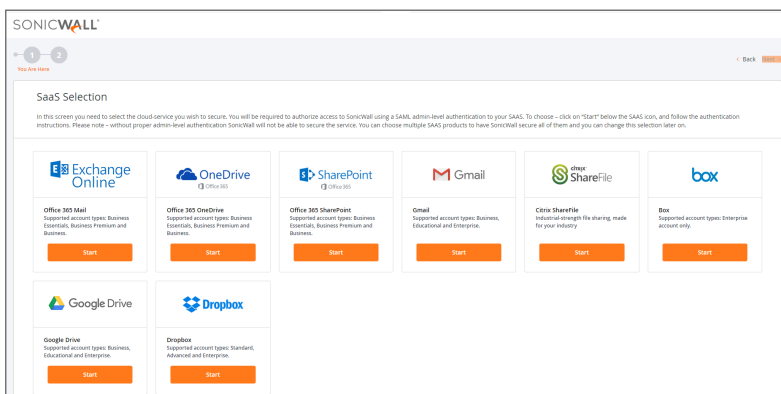 SONICWALL
1 2
You Are Here
< Back
SaaS Selection
In this screen you need to select the cloud-service you wish to secure. You will be required to authorize access to SonicWall using a SAML admin-level authentication to your SAAS. To choose – click on "Start" below the SAAS icon, and follow the authentication
instructions. Please note – without proper admin-level authentication SonicWall will not be able to secure the service. You can choose multiple SAAS products to have SonicWall secure all of them and you can change this selection later on.
Exchange
Online
Office 365 Mail
Supported account types: Business
Essentials, Business Premium and
Business.
Start
OneDrive
Office 365
Office 365 OneDrive
Supported account types: Business
Essentials, Business Premium and
Business.
Start
SharePoint
Office 365
Office 365 SharePoint
Supported account types: Business
Essentials, Business Premium and
Business.
Start
Gmail
Gmail
Supported account types: Business,
Educational and Enterprise.
Start
citrix
ShareFile
Citrix ShareFile
Industrial-strength file sharing, made
for your industry
Start
box
Box
Supported account types: Enterprise
account only.
Start
Google Drive
Google Drive
Supported account types: Business,
Educational and Enterprise.
Start
Dropbox
Dropbox
Supported account types: Standard,
Advanced and Enterprise.
Start